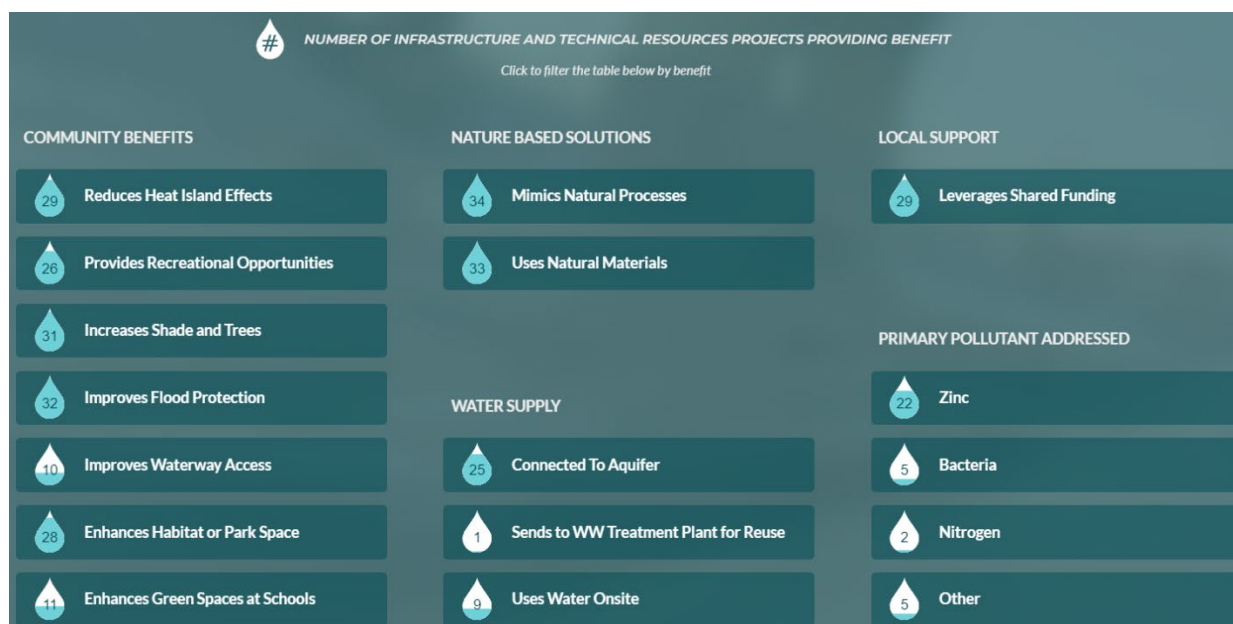 # NUMBER OF INFRASTRUCTURE AND TECHNICAL RESOURCES PROJECTS PROVIDING BENEFIT
Click to filter the table below by benefit
COMMUNITY BENEFITS
29 Reduces Heat Island Effects
26 Provides Recreational Opportunities
31 Increases Shade and Trees
32 Improves Flood Protection
10 Improves Waterway Access
28 Enhances Habitat or Park Space
11 Enhances Green Spaces at Schools
NATURE BASED SOLUTIONS
34 Mimics Natural Processes
33 Uses Natural Materials
WATER SUPPLY
25 Connected To Aquifer
1 Sends to WW Treatment Plant for Reuse
9 Uses Water Onsite
LOCAL SUPPORT
29 Leverages Shared Funding
PRIMARY POLLUTANT ADDRESSED
22 Zinc
5 Bacteria
2 Nitrogen
5 Other